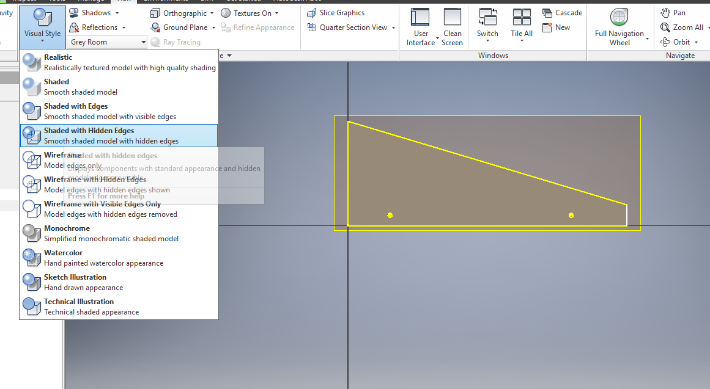 Visual Style
Shadows
Reflections
Grey Room
Orthographic
Ground Plane
Ray Tracing
Textures On
Refine Appearance
Slice Graphics
Quarter Section View
User
Interface
Clean
Screen
Switch
Tile All
Cascade
New
Windows
Full Navigation
Wheel
Pan
Zoom All
Orbit
Navigate
Realistic
Realistically textured model with high quality shading
Shaded
Smooth shaded model
Shaded with Edges
Smooth shaded model with visible edges
Shaded with Hidden Edges
Smooth shaded model with hidden edges
Wireframe
Model edges only
Shaded with hidden edges
Displays components with standard appearance and hidden
Wireframe with Hidden Edges
Model edges with hidden edges shown
Press F1 for more help
Wireframe with Visible Edges Only
Model edges with hidden edges removed
Monochrome
Simplified monochromatic shaded model
Watercolor
Hand painted watercolor appearance
Sketch Illustration
Hand drawn appearance
Technical Illustration
Technical shaded appearance